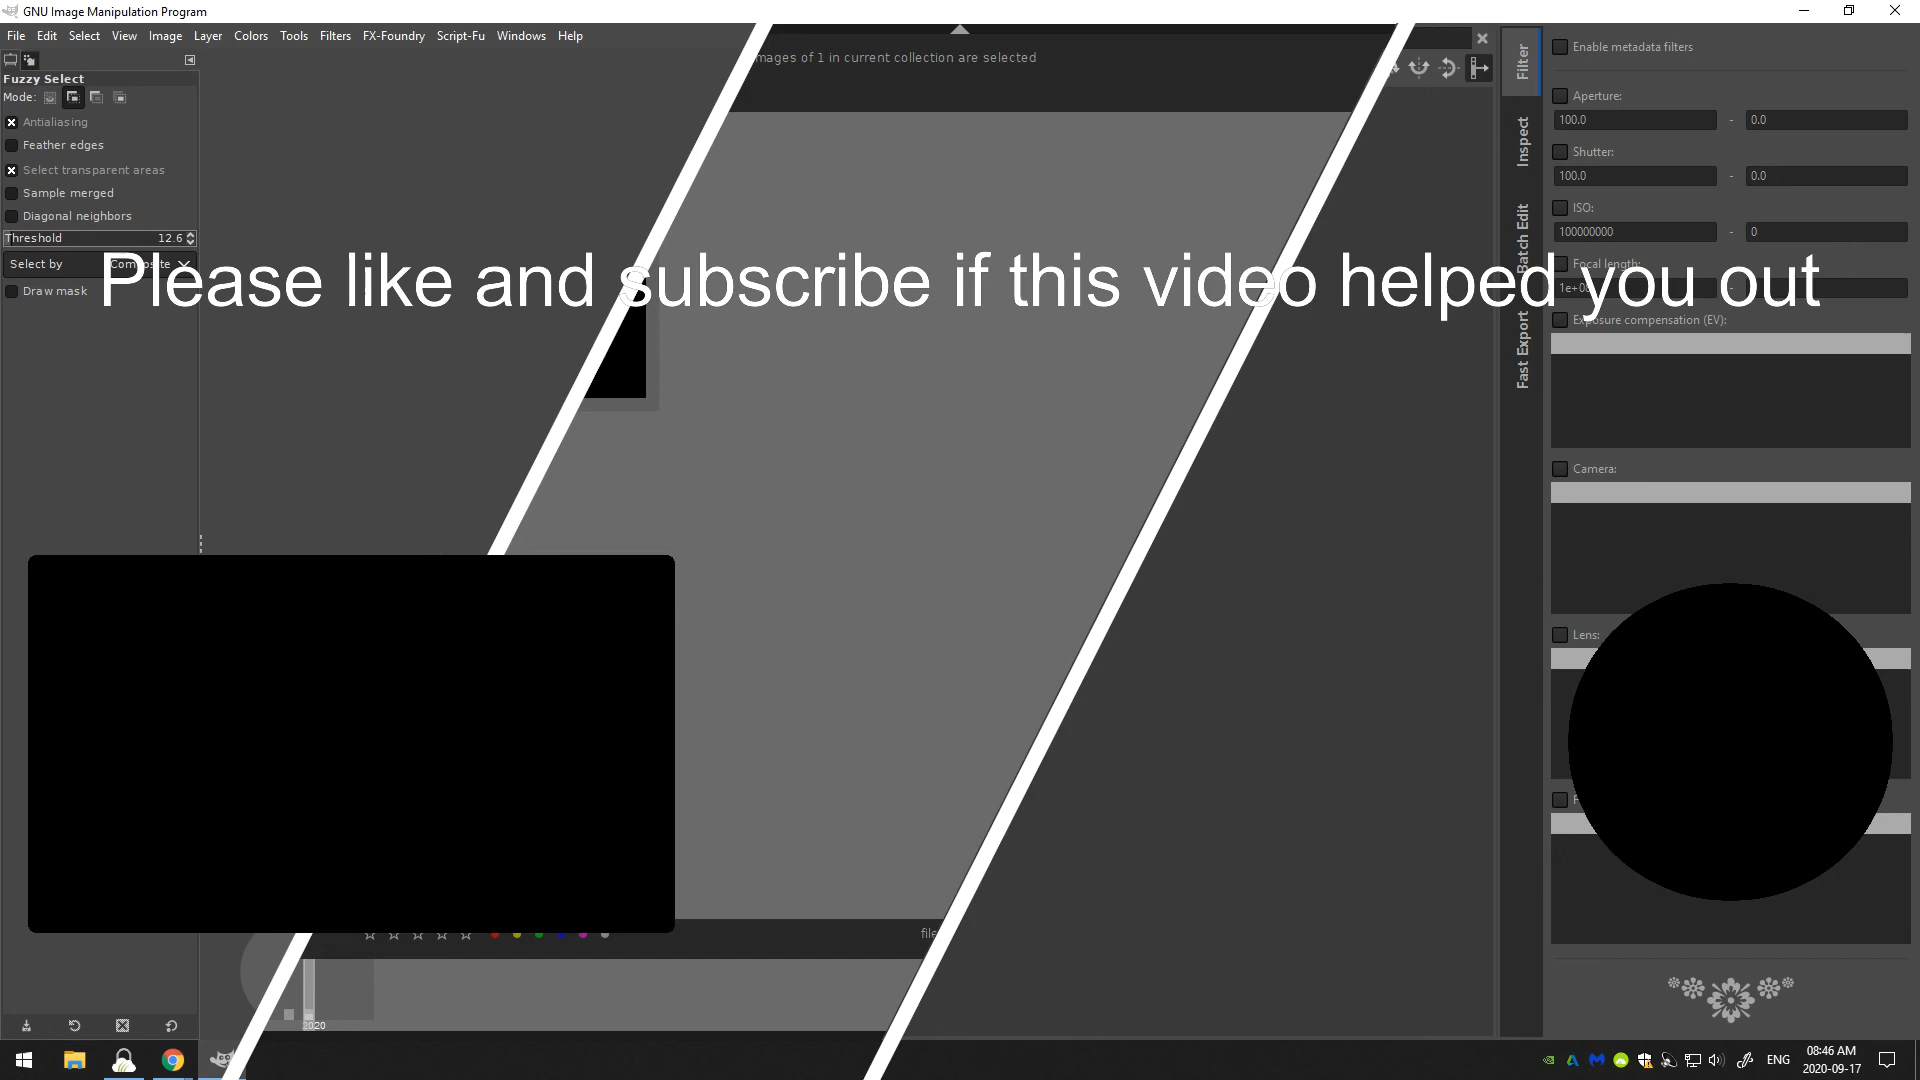 GNU Image Manipulation Program
File Edit Select View Image Layer Colors Tools Filters FX-Foundry Script-Fu Windows Help
mages of 1 in current collection are selected
Fuzzy Select
Mode:
Antialiasing
Feather edges
Select transparent areas
Sample merged
Diagonal neighbors
Threshold 12.6
Select by Composite
Draw mask
Please like and subscribe if this video helped you out
Filter
Inspect
Batch Edit
Fast Export
Enable metadata filters
Aperture:
100.0 - 0.0
Shutter:
100.0 - 0.0
ISO:
100000000 - 0
Focal length:
Exposure compensation (EV):
Camera:
Lens:
file
2020
ENG
08:46 AM
2020-09-17